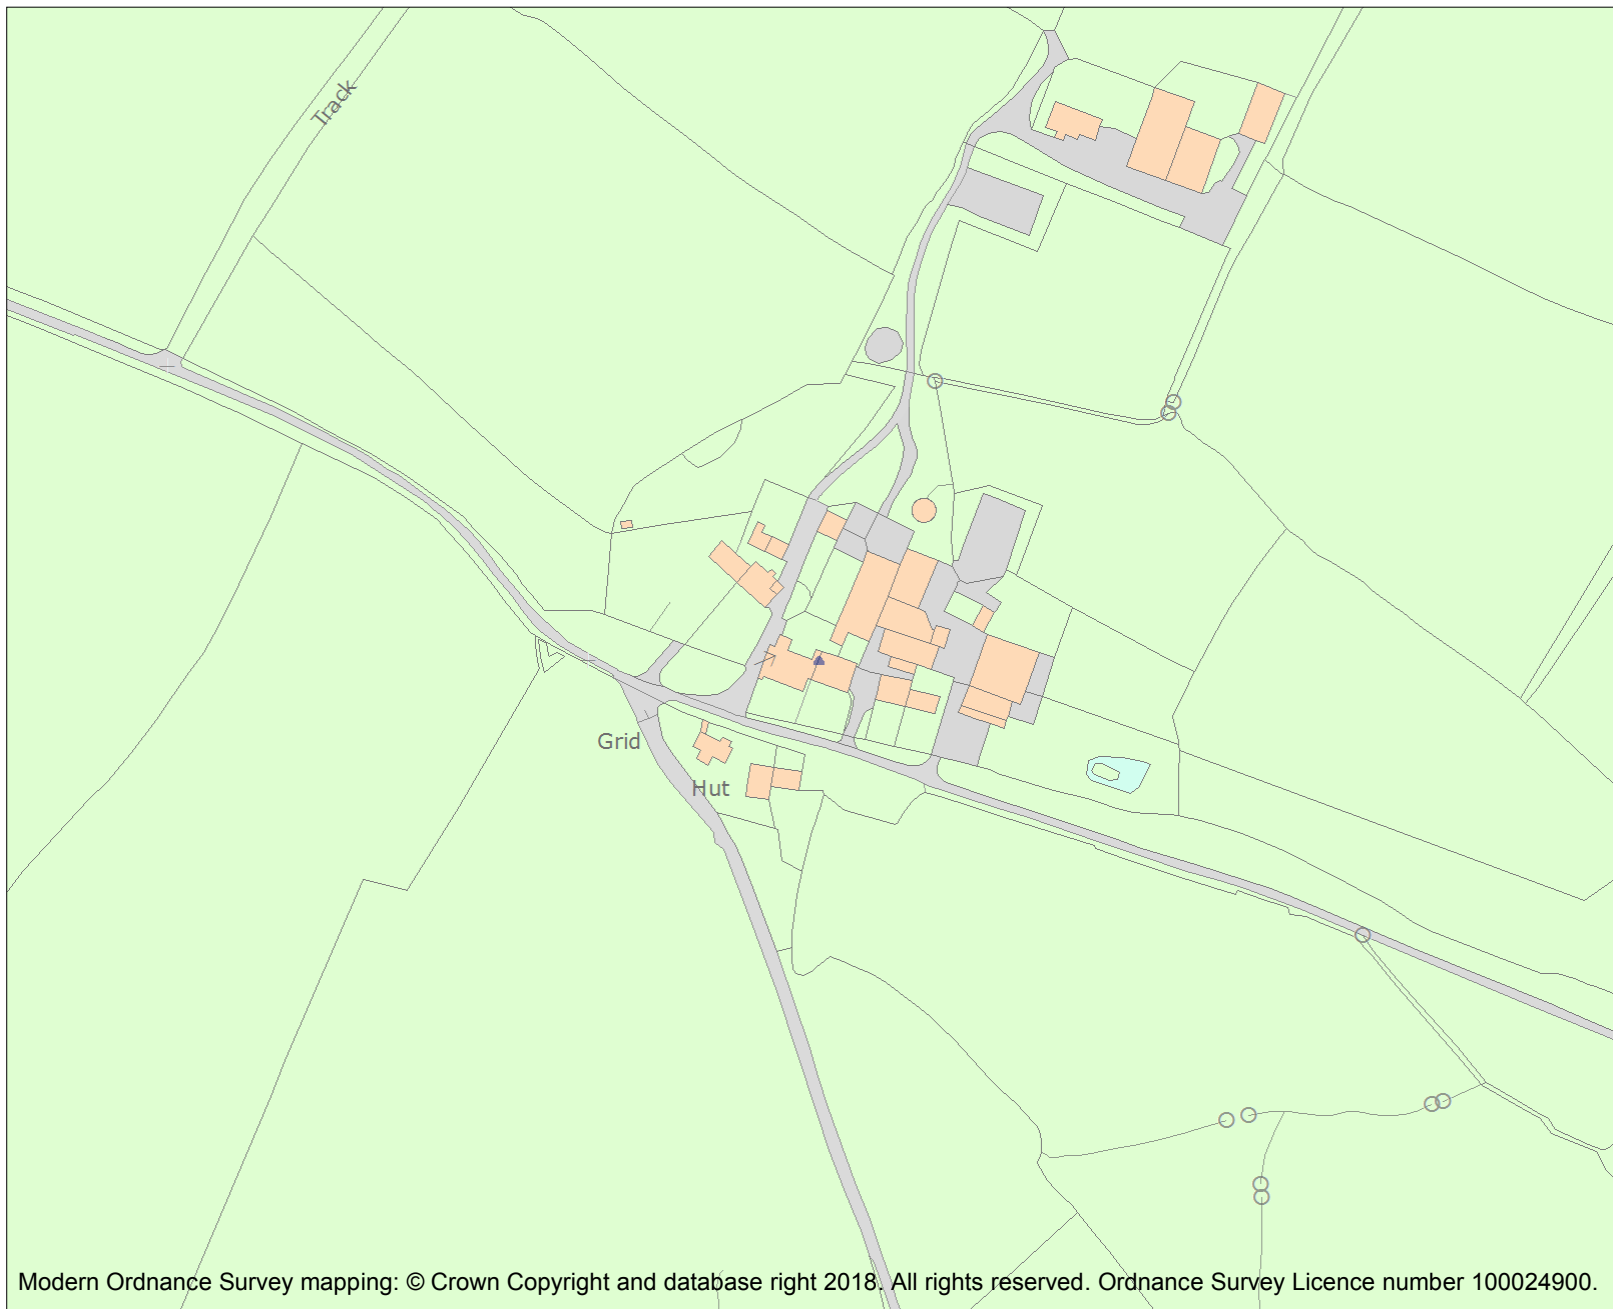 Track
Grid
Hut
Modern Ordnance Survey mapping: © Crown Copyright and database right 2018. All rights reserved. Ordnance Survey Licence number 100024900.